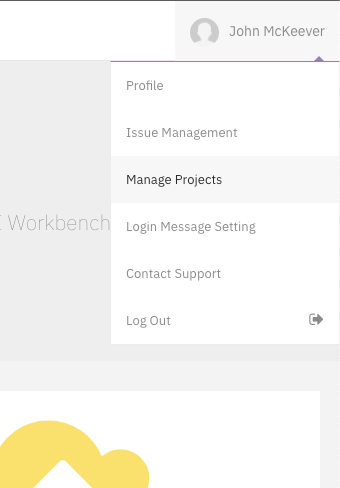 John McKeever
Profile
Issue Management
Manage Projects
Workbench
Login Message Setting
Contact Support
Log Out